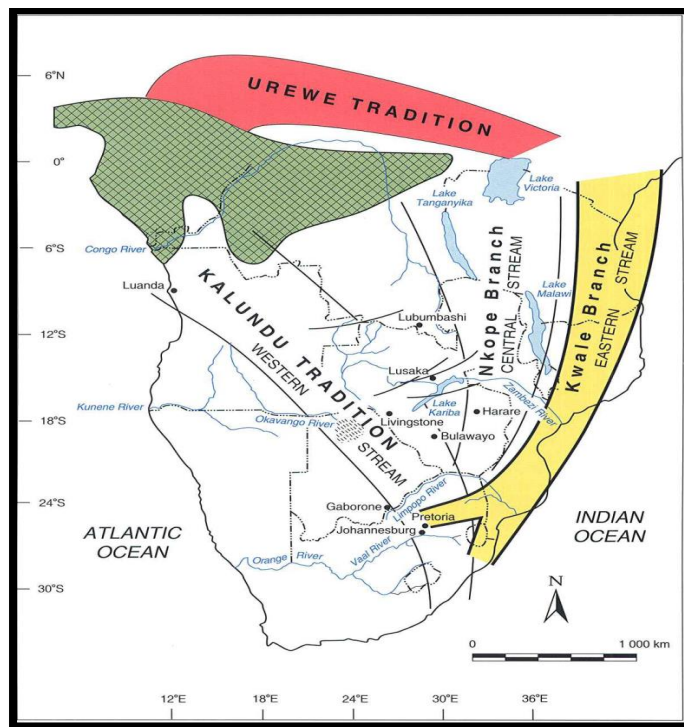 6°N
UREWE TRADITION
0°
Lake Victoria
Lake Tanganyika
6°S
Congo River
Luanda
KALUNDU TRADITION
WESTERN STREAM
Nkope Branch
CENTRAL STREAM
Kwale Branch
EASTERN STREAM
Lake Malawi
Lubumbashi
12°S
Lusaka
Lake Kariba
Zambezi River
Harare
18°S
Kunene River
Okavango River
Livingstone
Bulawayo
24°S
Gaborone
Limpopo River
Pretoria
Johannesburg
ATLANTIC OCEAN
INDIAN OCEAN
Orange River
Vaal River
30°S
N
0
1 000 km
12°E
18°E
24°E
30°E
36°E